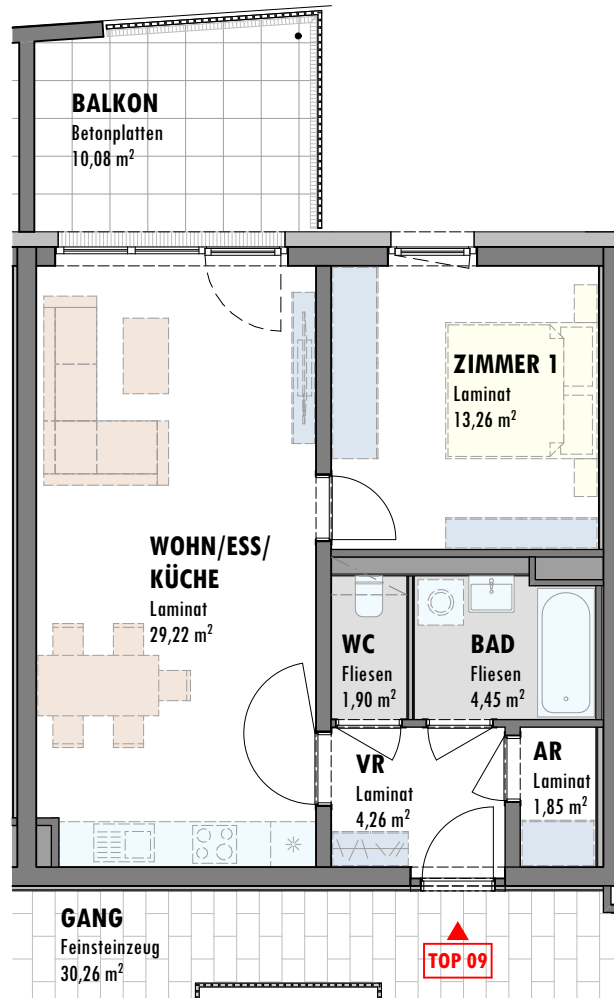 BALKON
Betonplatten
10,08 m²
ZIMMER 1
Laminat
13,26 m²
WOHN/ESS/
KÜCHE
Laminat
29,22 m²
WC
Fliesen
1,90 m²
BAD
Fliesen
4,45 m²
VR
Laminat
4,26 m²
AR
Laminat
1,85 m²
GANG
Feinsteinzeug
30,26 m²
TOP 09